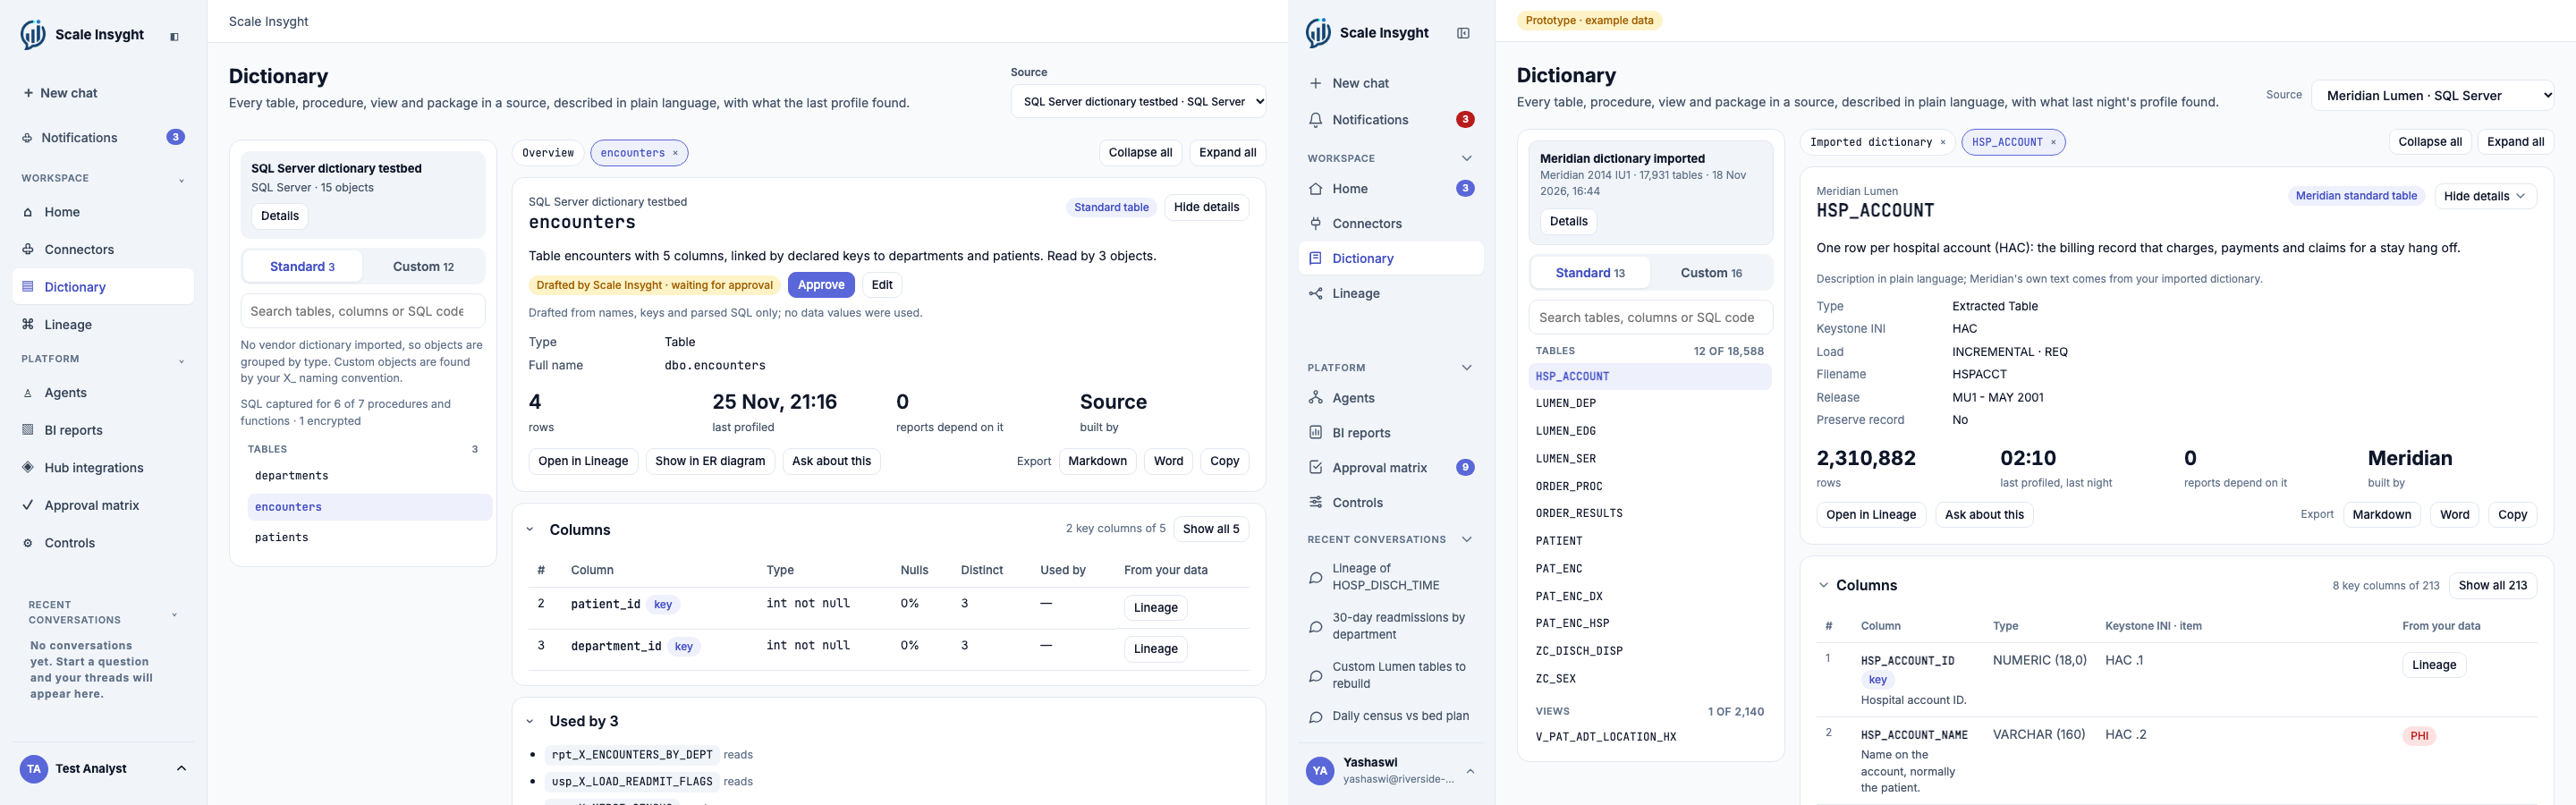 Scale Insyght
+ New chat
Notifications 3
WORKSPACE
Home
Connectors
Dictionary
Lineage
PLATFORM
Agents
BI reports
Hub integrations
Approval matrix
Controls
RECENT
CONVERSATIONS
No conversations
yet. Start a question
and your threads will
appear here.
TA Test Analyst
Scale Insyght
Dictionary
Every table, procedure, view and package in a source, described in plain language, with what the last profile found.
Source
SQL Server dictionary testbed · SQL Server
SQL Server dictionary testbed
SQL Server · 15 objects
Details
Standard 3 Custom 12
Search tables, columns or SQL code
No vendor dictionary imported, so objects are
grouped by type. Custom objects are found
by your X_ naming convention.
SQL captured for 6 of 7 procedures and
functions · 1 encrypted
TABLES 3
departments
encounters
patients
Overview encounters × Collapse all Expand all
SQL Server dictionary testbed
encounters
Standard table Hide details
Table encounters with 5 columns, linked by declared keys to departments and patients. Read by 3 objects.
Drafted by Scale Insyght · waiting for approval Approve Edit
Drafted from names, keys and parsed SQL only; no data values were used.
Type Table
Full name dbo.encounters
4 25 Nov, 21:16 0 Source
rows last profiled reports depend on it built by
Open in Lineage Show in ER diagram Ask about this Export Markdown Word Copy
Columns 2 key columns of 5 Show all 5
# Column Type Nulls Distinct Used by From your data
2 patient_id key int not null 0% 3 — Lineage
3 department_id key int not null 0% 3 — Lineage
Used by 3
• rpt_X_ENCOUNTERS_BY_DEPT reads
• usp_X_LOAD_READMIT_FLAGS reads
Scale Insyght
+ New chat
Notifications 3
WORKSPACE
Home 3
Connectors
Dictionary
Lineage
PLATFORM
Agents
BI reports
Approval matrix 9
Controls
RECENT CONVERSATIONS
Lineage of
HOSP_DISCH_TIME
30-day readmissions by
department
Custom Lumen tables to
rebuild
Daily census vs bed plan
YA Yashaswi
yashaswi@riverside-...
Prototype · example data
Dictionary
Every table, procedure, view and package in a source, described in plain language, with what last night's profile found.
Source Meridian Lumen · SQL Server
Meridian dictionary imported
Meridian 2014 IU1 · 17,931 tables · 18 Nov
2026, 16:44
Details
Standard 13 Custom 16
Search tables, columns or SQL code
TABLES 12 OF 18,588
HSP_ACCOUNT
LUMEN_DEP
LUMEN_EDG
LUMEN_SER
ORDER_PROC
ORDER_RESULTS
PATIENT
PAT_ENC
PAT_ENC_DX
PAT_ENC_HSP
ZC_DISCH_DISP
ZC_SEX
VIEWS 1 OF 2,140
V_PAT_ADT_LOCATION_HX
Imported dictionary × HSP_ACCOUNT × Collapse all Expand all
Meridian Lumen
HSP_ACCOUNT
Meridian standard table Hide details
One row per hospital account (HAC): the billing record that charges, payments and claims for a stay hang off.
Description in plain language; Meridian's own text comes from your imported dictionary.
Type Extracted Table
Keystone INI HAC
Load INCREMENTAL · REQ
Filename HSPACCT
Release MU1 - MAY 2001
Preserve record No
2,310,882 02:10 0 Meridian
rows last profiled, last night reports depend on it built by
Open in Lineage Ask about this Export Markdown Word Copy
Columns 8 key columns of 213 Show all 213
# Column Type Keystone INI · item From your data
1 HSP_ACCOUNT_ID NUMERIC (18,0) HAC .1 Lineage
key
Hospital account ID.
2 HSP_ACCOUNT_NAME VARCHAR (160) HAC .2 PHI
Name on the
account, normally
the patient.